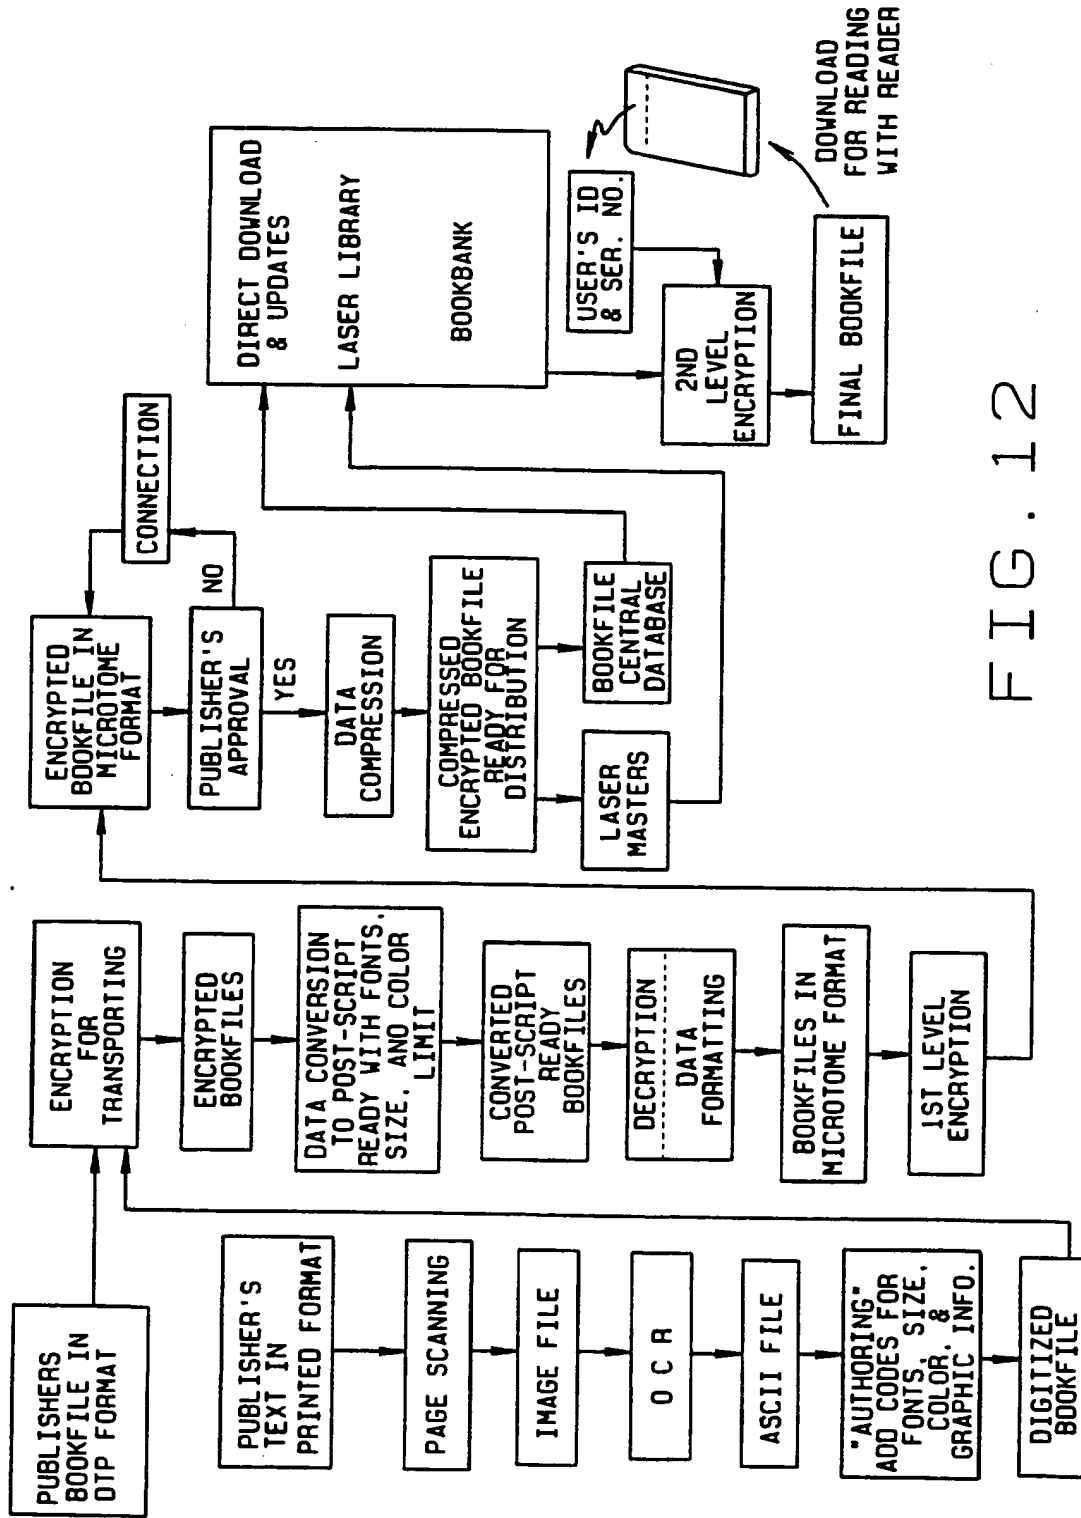 PUBLISHERS
BOOKFILE IN
DTP FORMAT
PUBLISHER'S
TEXT IN
PRINTED FORMAT
PAGE SCANNING
IMAGE FILE
O C R
ASCII FILE
"AUTHORING"
ADD CODES FOR
FONTS, SIZE,
COLOR, &
GRAPHIC INFO.
DIGITIZED
BOOKFILE
ENCRYPTION
FOR
TRANSPORTING
ENCRYPTED
BOOKFILES
DATA CONVERSION
TO POST-SCRIPT
READY WITH FONTS,
SIZE, AND COLOR
LIMIT
CONVERTED
POST-SCRIPT
READY
BOOKFILES
DECRYPTION
DATA
FORMATTING
BOOKFILES IN
MICROTOME FORMAT
1ST LEVEL
ENCRYPTION
ENCRYPTED
BOOKFILE IN
MICROTOME
FORMAT
CONNECTION
PUBLISHER'S
APPROVAL
NO
YES
DATA
COMPRESSION
COMPRESSED
ENCRYPTED BOOKFILE
READY FOR
DISTRIBUTION
LASER
MASTERS
BOOKFILE
CENTRAL
DATABASE
DIRECT DOWNLOAD
& UPDATES
LASER LIBRARY
BOOKBANK
USER'S ID
& SER. NO.
2ND
LEVEL
ENCRYPTION
FINAL BOOKFILE
DOWNLOAD
FOR READING
WITH READER
FIG. 12